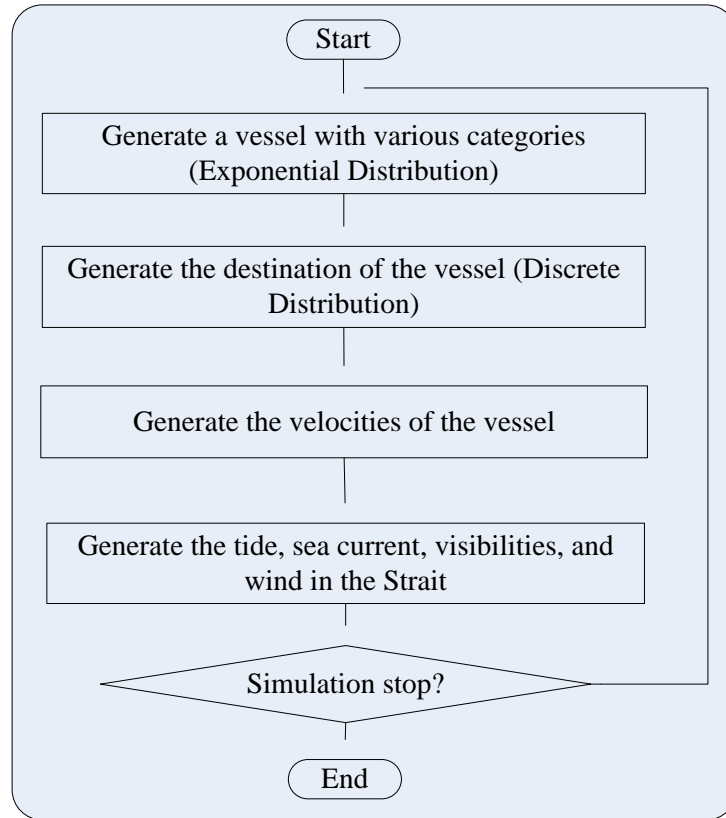 Start
Generate a vessel with various categories
(Exponential Distribution)
Generate the destination of the vessel (Discrete
Distribution)
Generate the velocities of the vessel
Generate the tide, sea current, visibilities, and
wind in the Strait
Simulation stop?
End